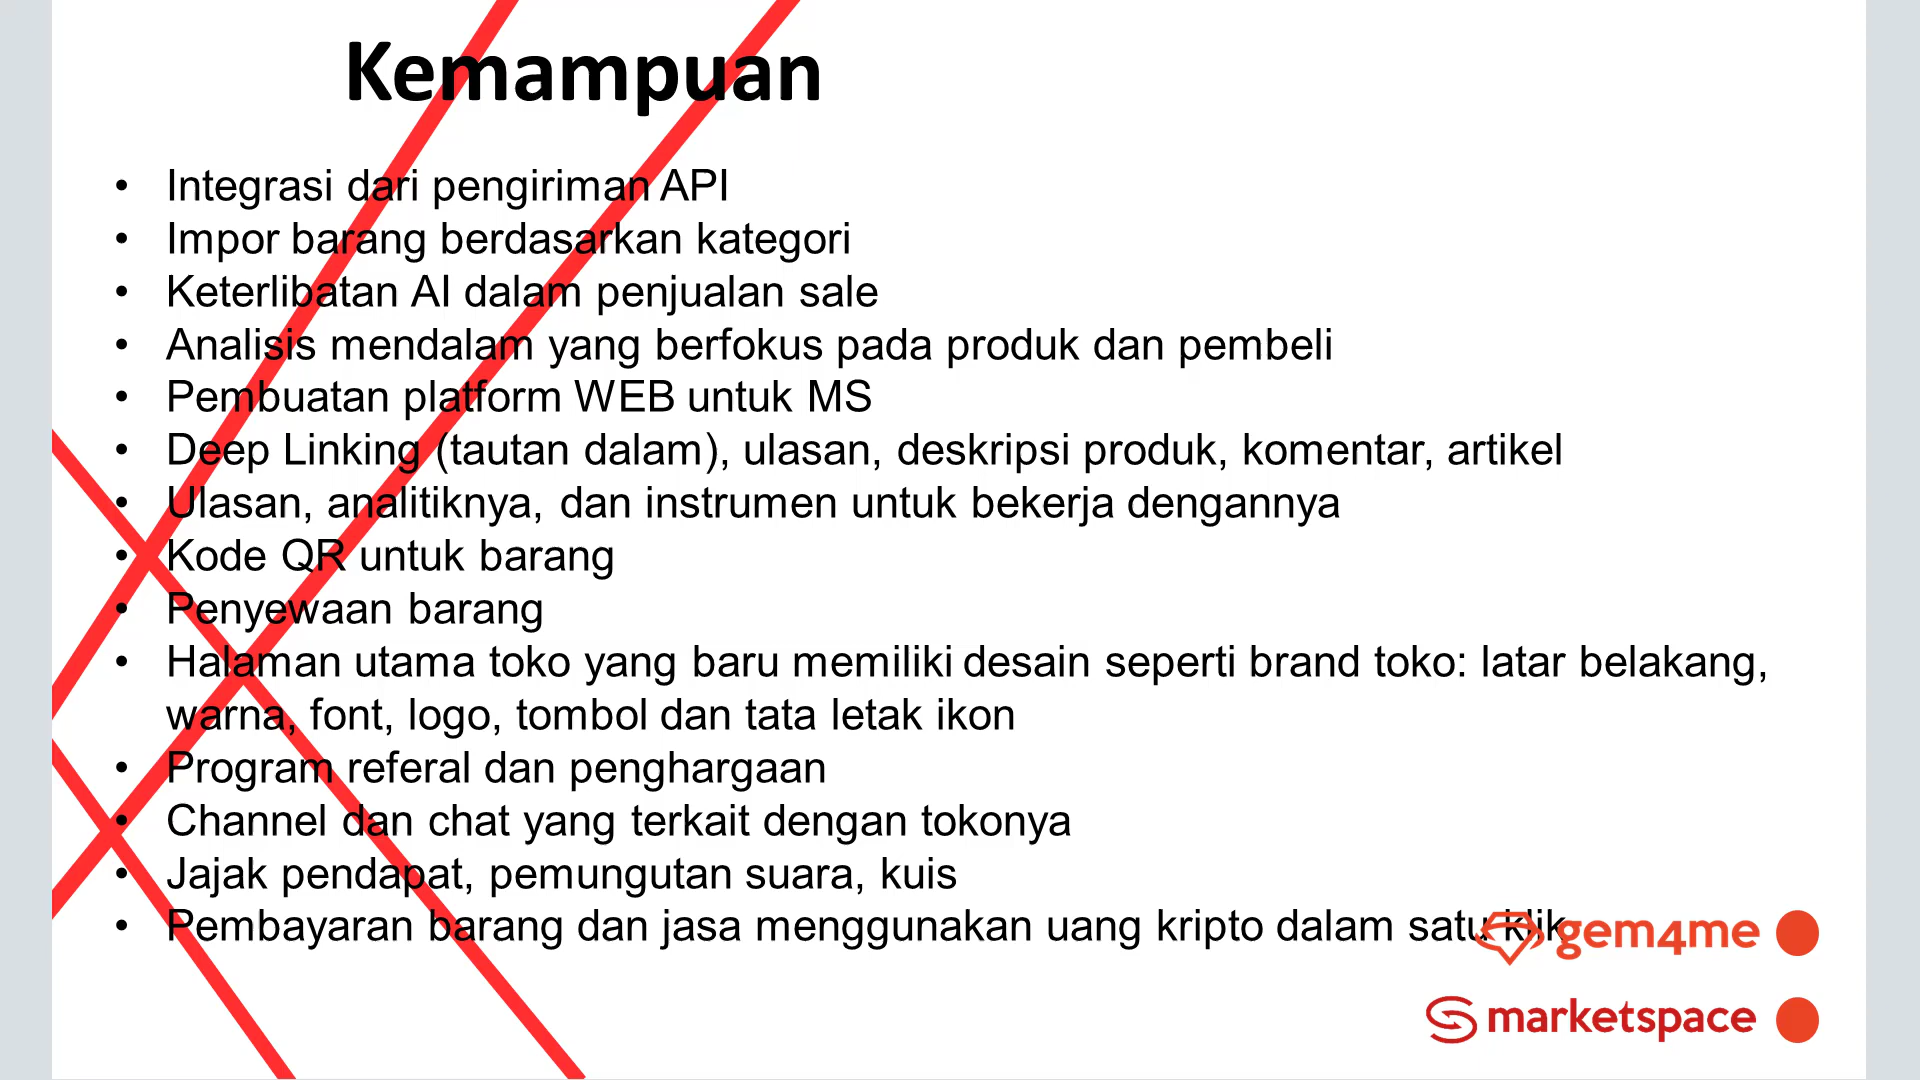 Kemampuan
• Integrasi dari pengiriman API
• Impor barang berdasarkan kategori
• Keterlibatan AI dalam penjualan sale
• Analisis mendalam yang berfokus pada produk dan pembeli
• Pembuatan platform WEB untuk MS
• Deep Linking (tautan dalam), ulasan, deskripsi produk, komentar, artikel
• Ulasan, analitiknya, dan instrumen untuk bekerja dengannya
• Kode QR untuk barang
• Penyewaan barang
• Halaman utama toko yang baru memiliki desain seperti brand toko: latar belakang,
warna, font, logo, tombol dan tata letak ikon
• Program referal dan penghargaan
• Channel dan chat yang terkait dengan tokonya
• Jajak pendapat, pemungutan suara, kuis
• Pembayaran barang dan jasa menggunakan uang kripto dalam satu klik
gem4me
marketspace